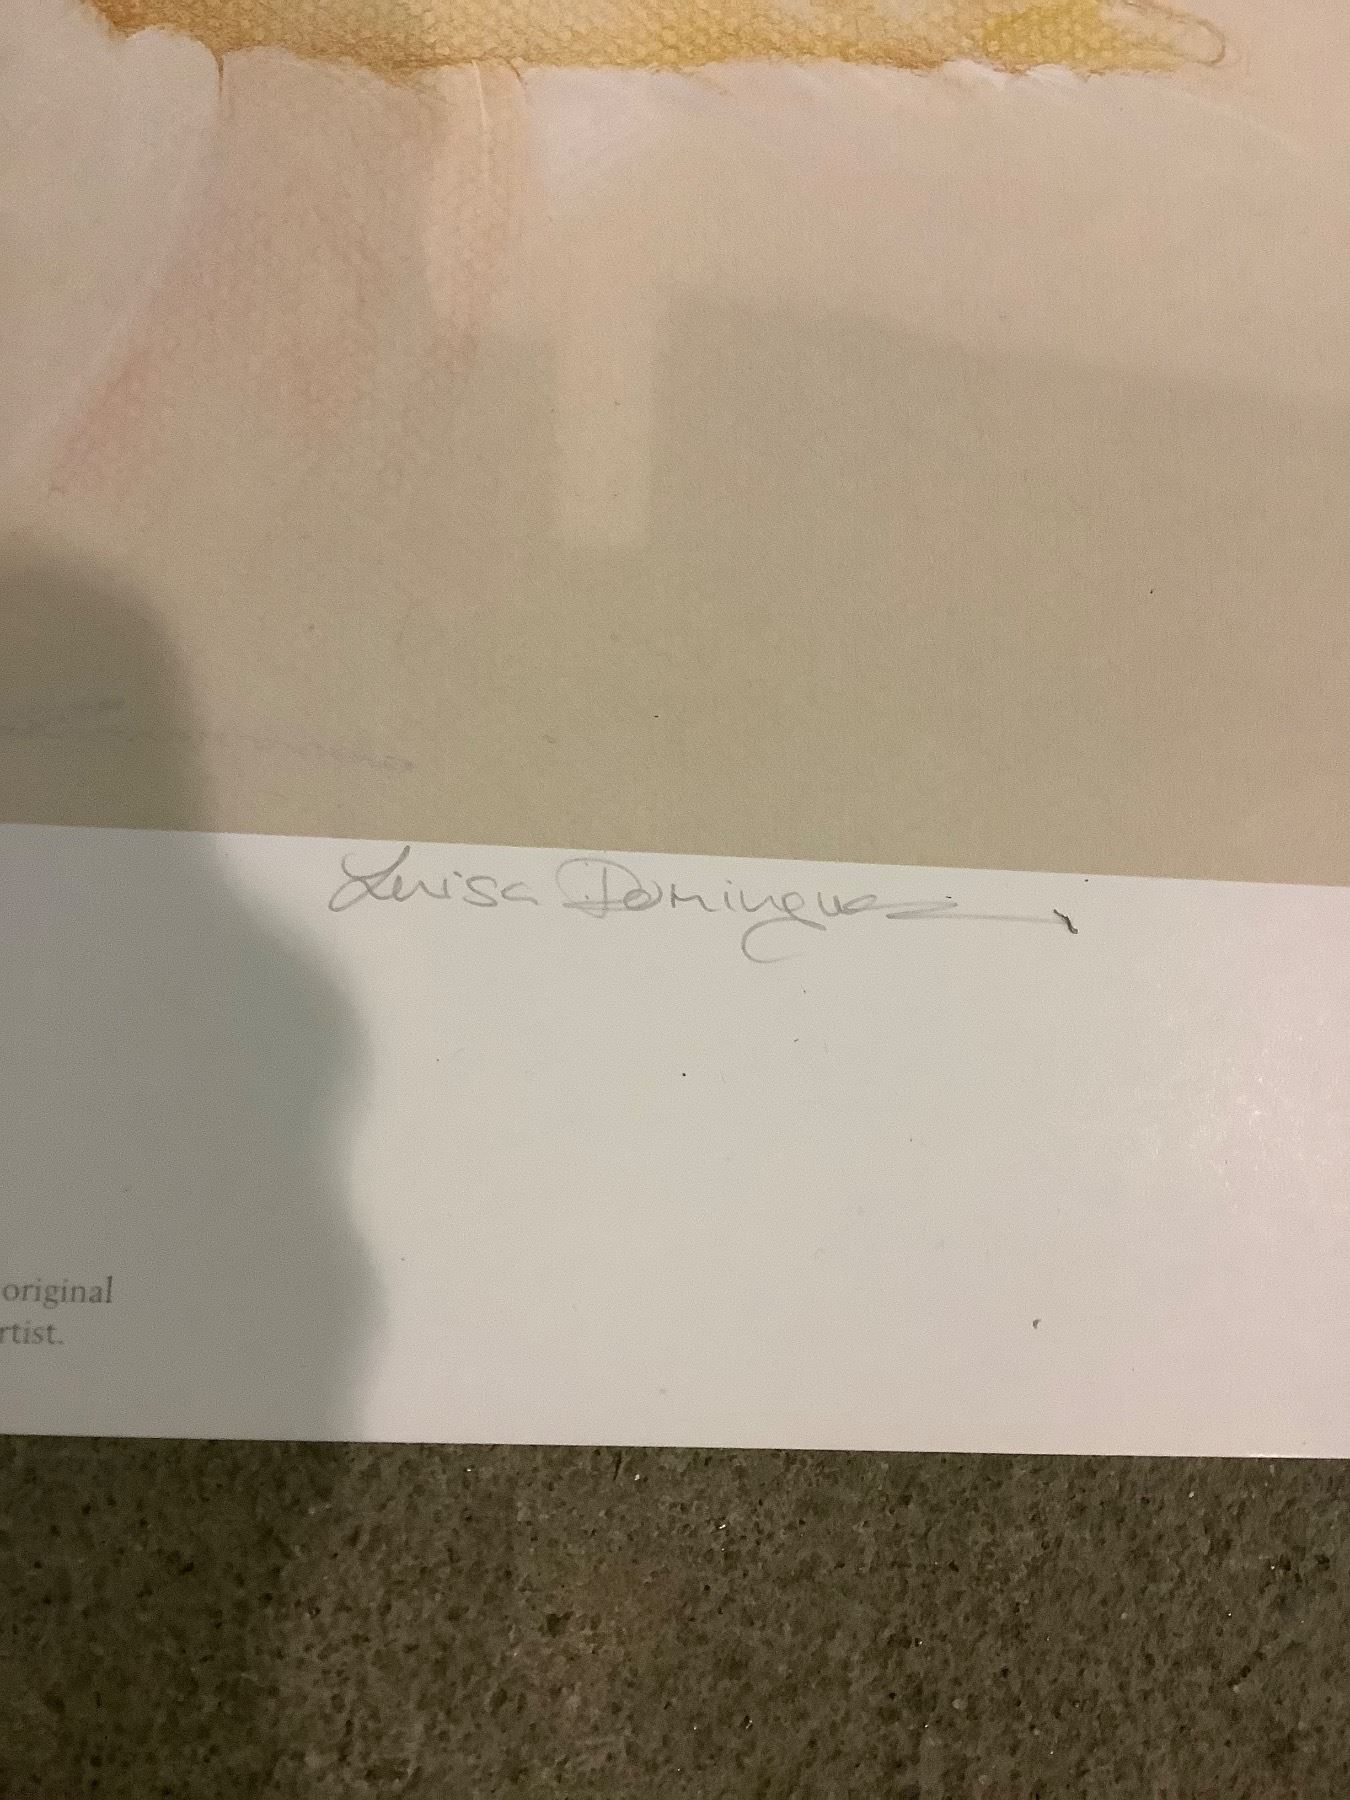 Luisa Dominguez
original
rtist.